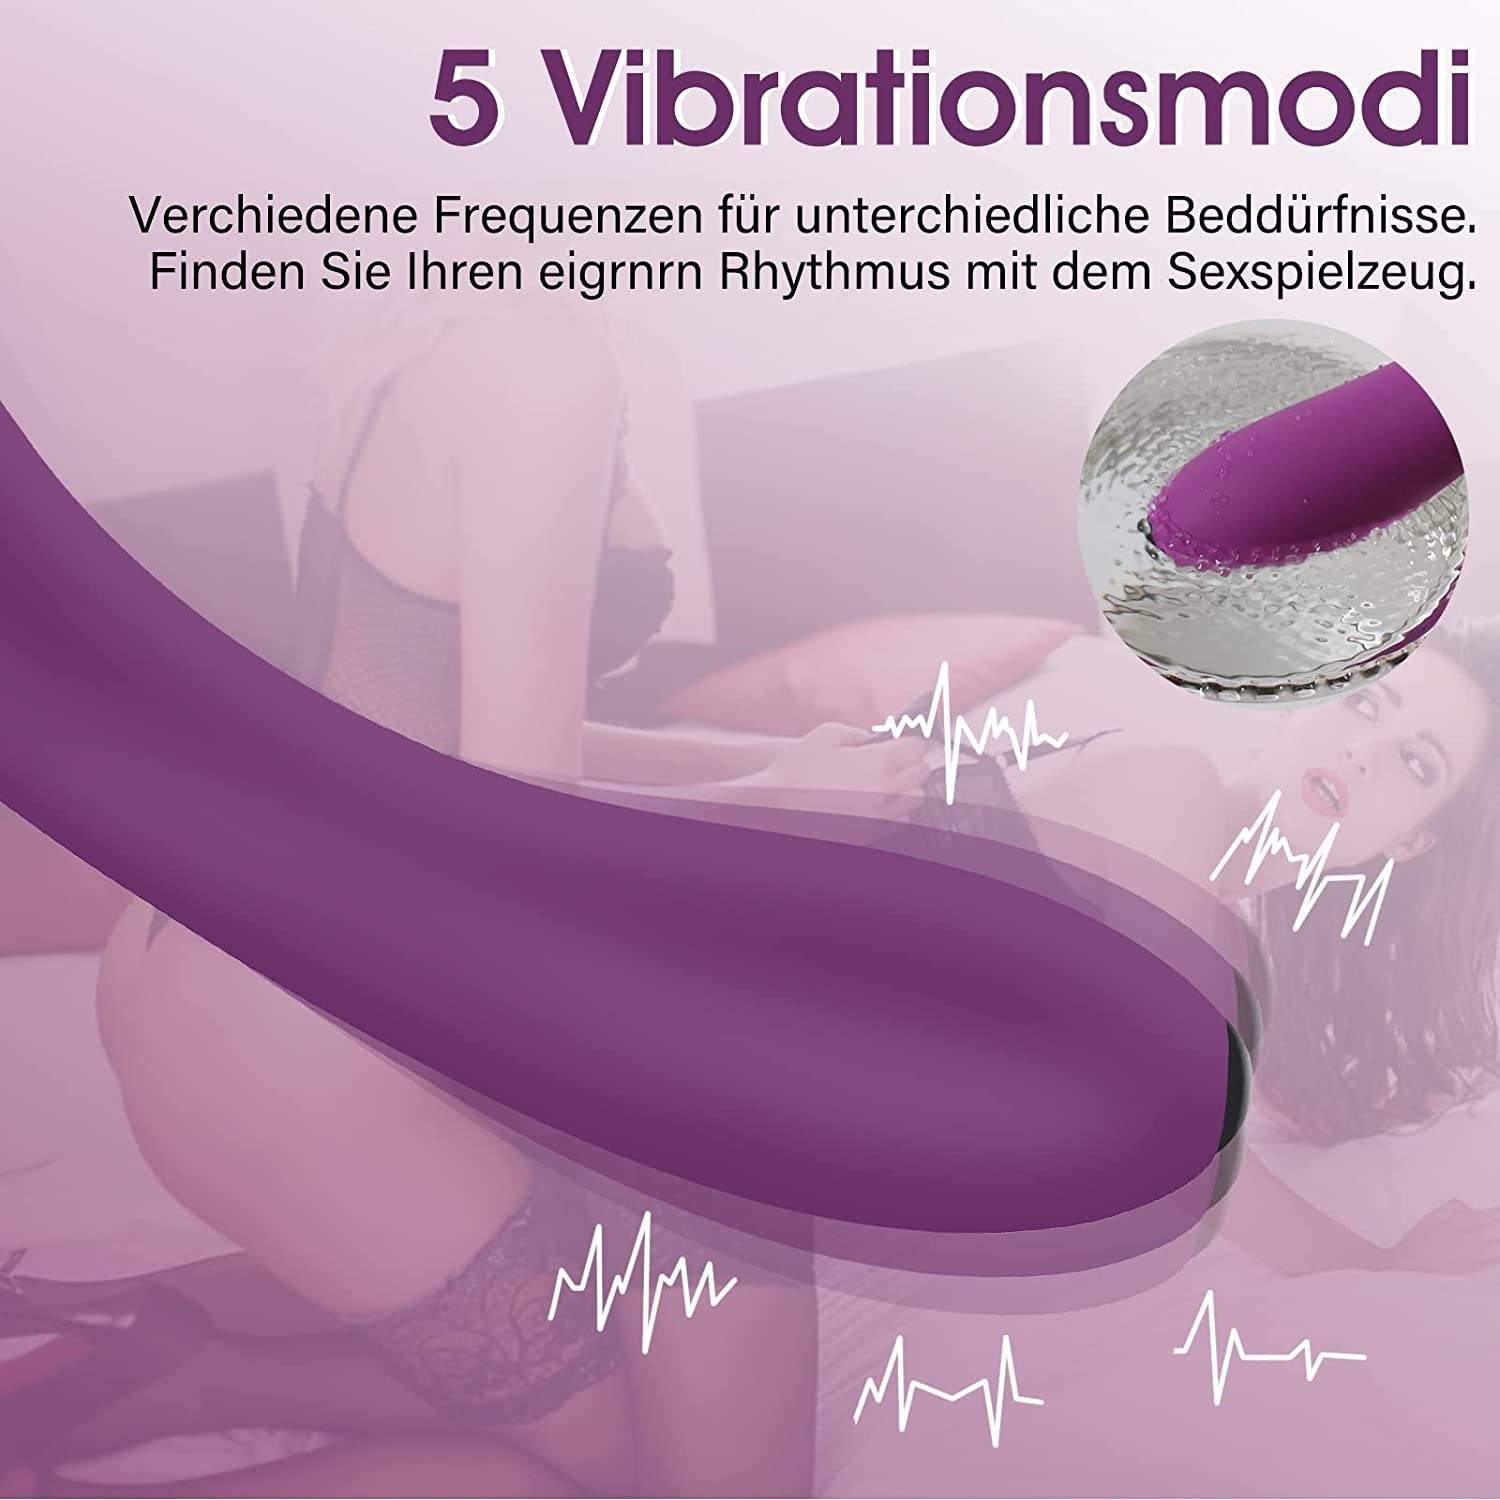 5 Vibrationsmodi
Verchiedene Frequenzen für unterchiedliche Beddürfnisse.
Finden Sie Ihren eigrnrn Rhythmus mit dem Sexspielzeug.